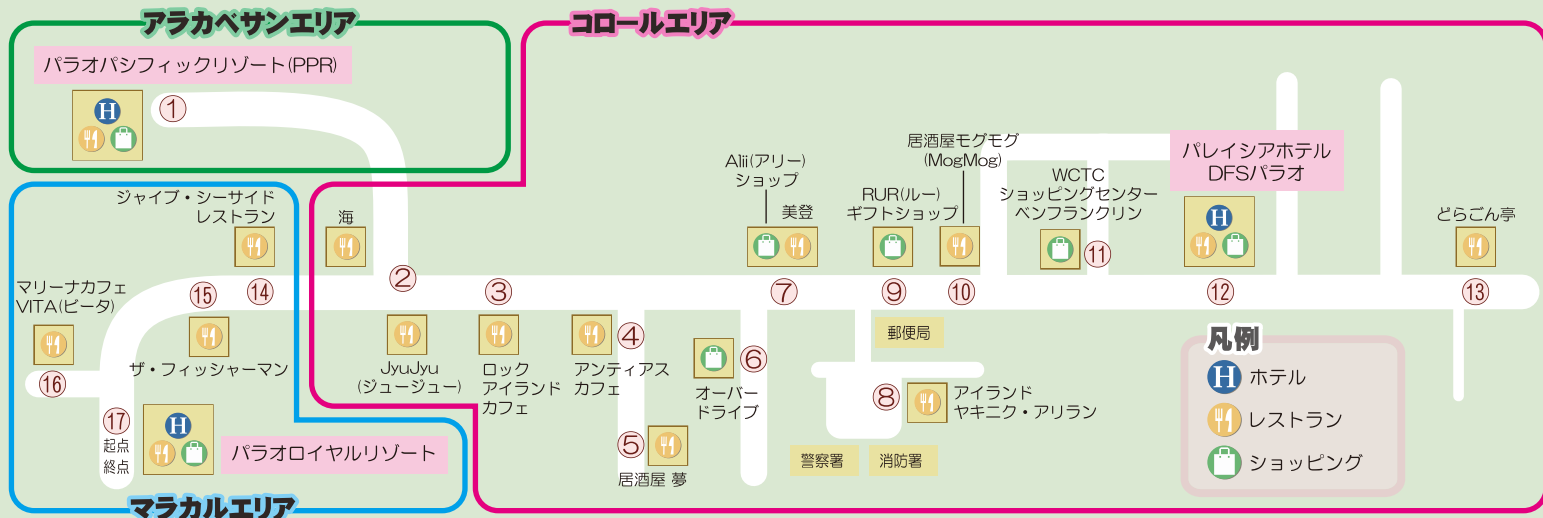 アラカベサンエリア
コロールエリア
パラオパシフィックリゾート(PPR)
H
①
居酒屋モグモグ
(MogMog)
Alii(アリー)
ショップ
美登
RUR(ルー)
ギフトショップ
WCTC
ショッピングセンター
ベンフランクリン
パレイシアホテル
DFSパラオ
H
どらごん亭
ジャイブ・シーサイド
レストラン
海
マリーナカフェ
VITA(ビータ)
⑮
⑭
②
③
⑦
⑨
⑩
⑪
⑫
⑬
ザ・フィッシャーマン
JyuJyu
(ジュージュー)
ロック
アイランド
カフェ
アンティアス
カフェ
④
⑤
居酒屋 夢
オーバー
ドライブ
⑥
郵便局
⑧
アイランド
ヤキニク・アリラン
警察署
消防署
⑯
⑰
起点
終点
H
パラオロイヤルリゾート
マラカルエリア
凡例
H
ホテル
レストラン
ショッピング